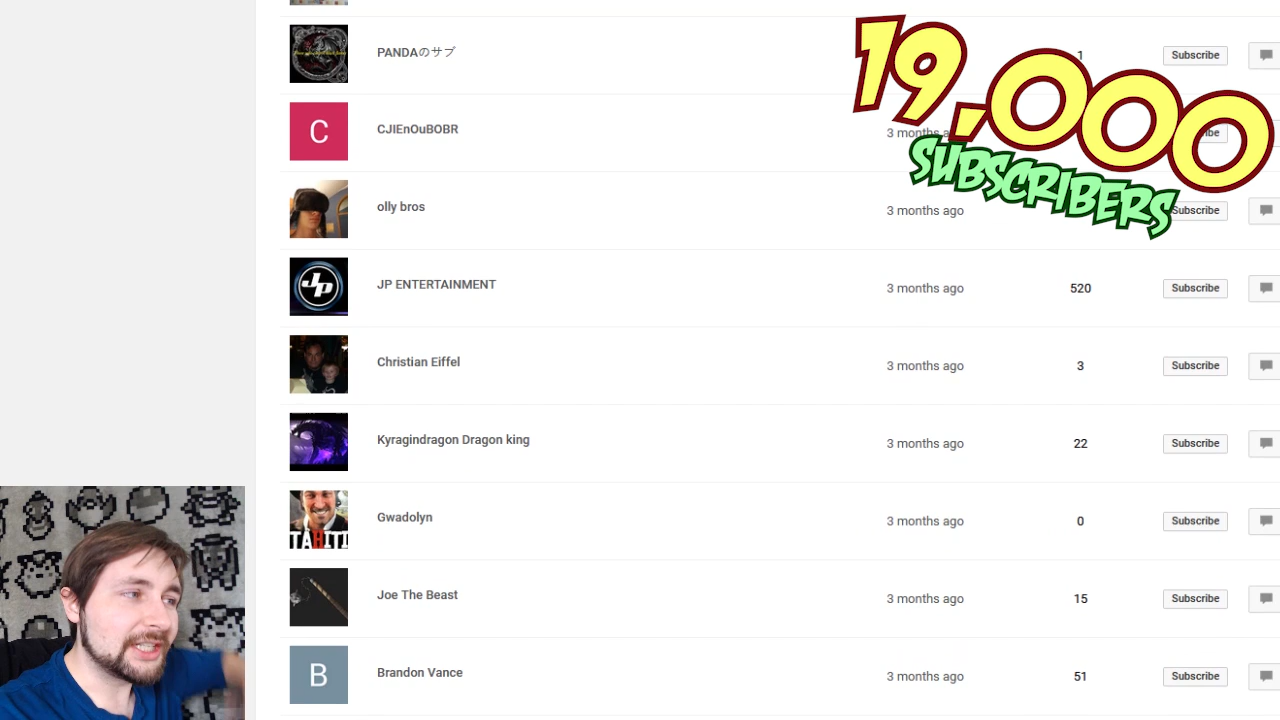 PANDAのサブ
1
Subscribe
C
CJIEnOuBOBR
3 months a
be
19,000
SUBSCRIBERS
olly bros
3 months ago
Subscribe
JP
JP ENTERTAINMENT
3 months ago
520
Subscribe
Christian Eiffel
3 months ago
3
Subscribe
Kyragindragon Dragon king
3 months ago
22
Subscribe
TAHITI
Gwadolyn
3 months ago
0
Subscribe
Joe The Beast
3 months ago
15
Subscribe
B
Brandon Vance
3 months ago
51
Subscribe